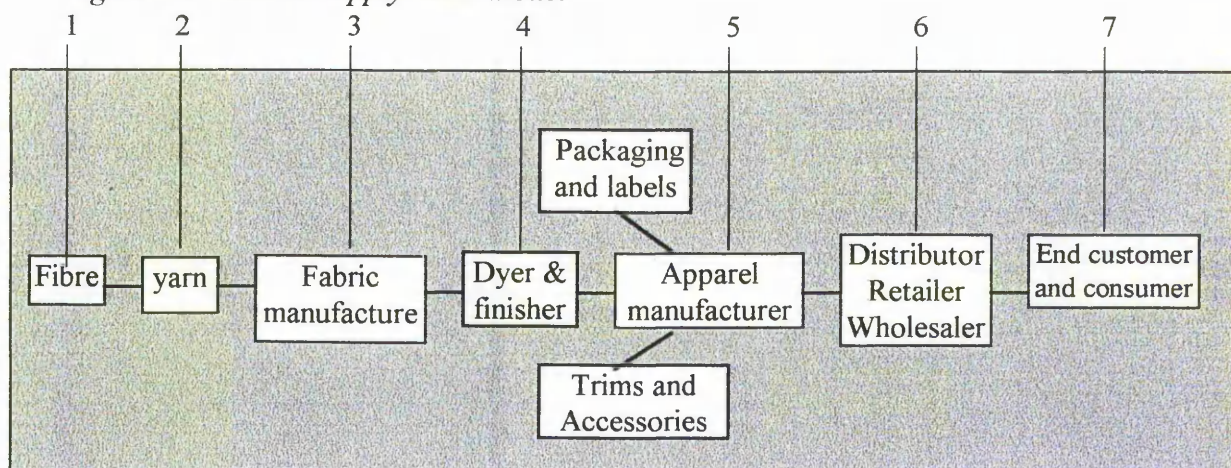 1 2 3 4 5 6 7
Packaging
and labels
Fibre
yarn
Fabric
manufacture
Dyer &
finisher
Apparel
manufacturer
Distributor
Retailer
Wholesaler
End customer
and consumer
Trims and
Accessories